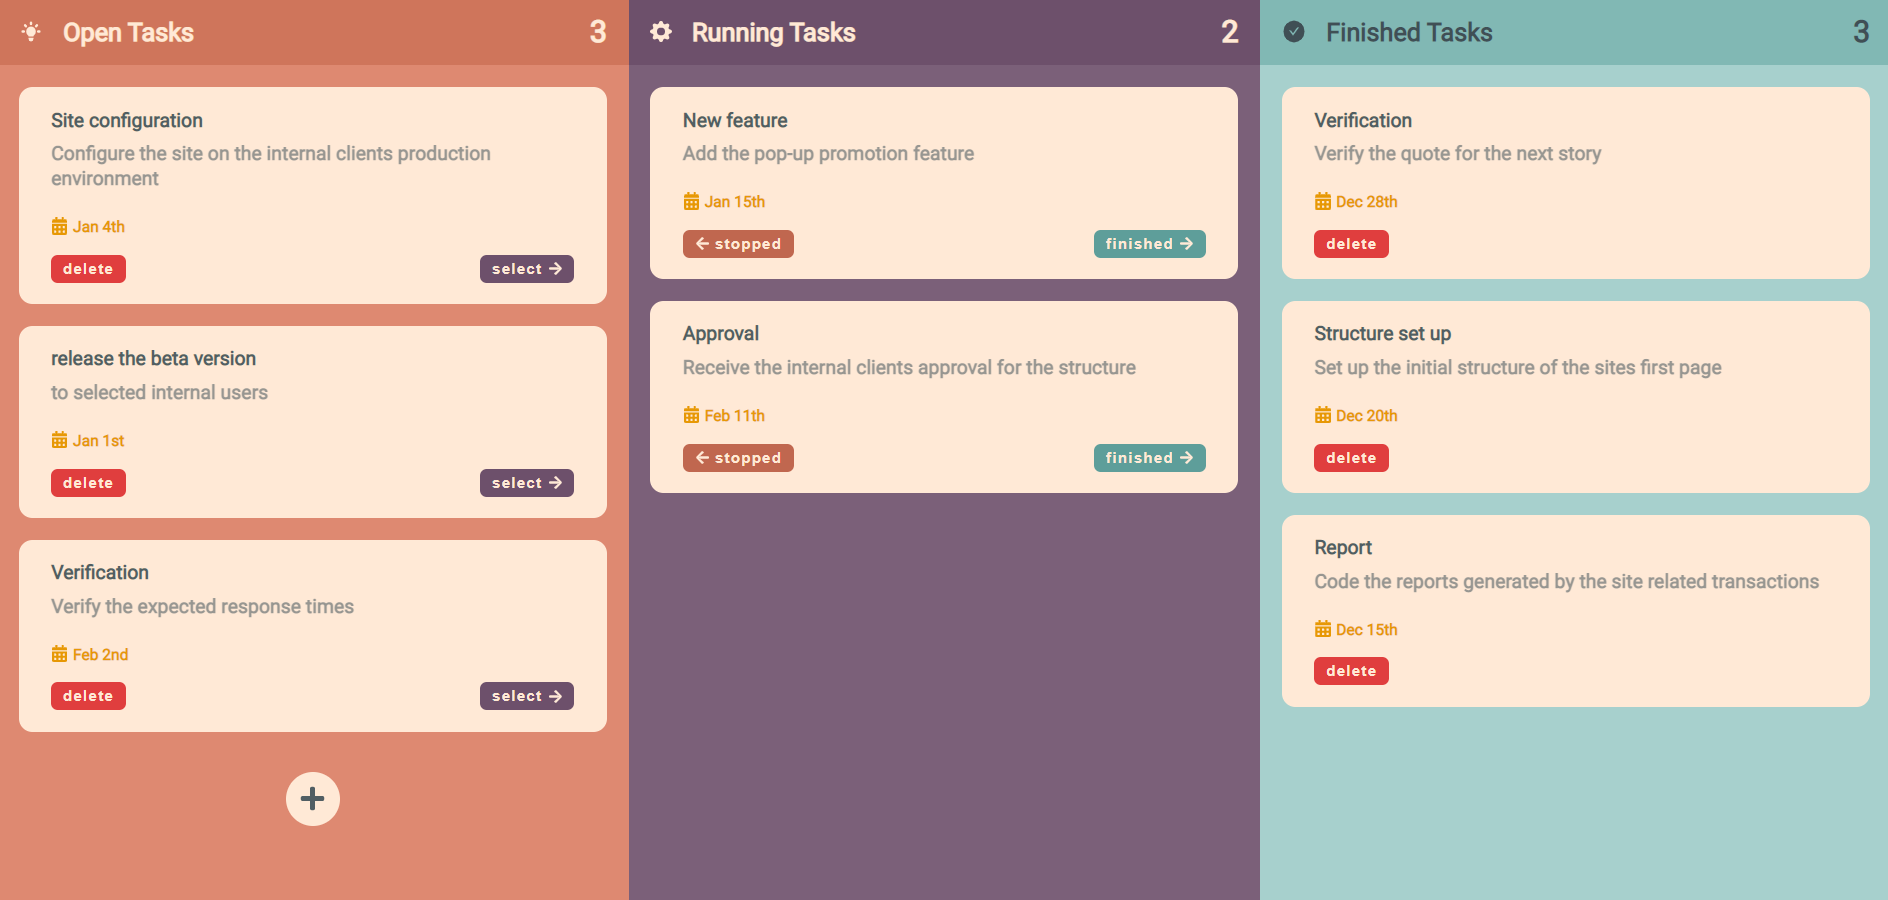 Open Tasks 3
Site configuration
Configure the site on the internal clients production
environment
Jan 4th
delete select
release the beta version
to selected internal users
Jan 1st
delete select
Verification
Verify the expected response times
Feb 2nd
delete select
Running Tasks 2
New feature
Add the pop-up promotion feature
Jan 15th
stopped finished
Approval
Receive the internal clients approval for the structure
Feb 11th
stopped finished
Finished Tasks 3
Verification
Verify the quote for the next story
Dec 28th
delete
Structure set up
Set up the initial structure of the sites first page
Dec 20th
delete
Report
Code the reports generated by the site related transactions
Dec 15th
delete